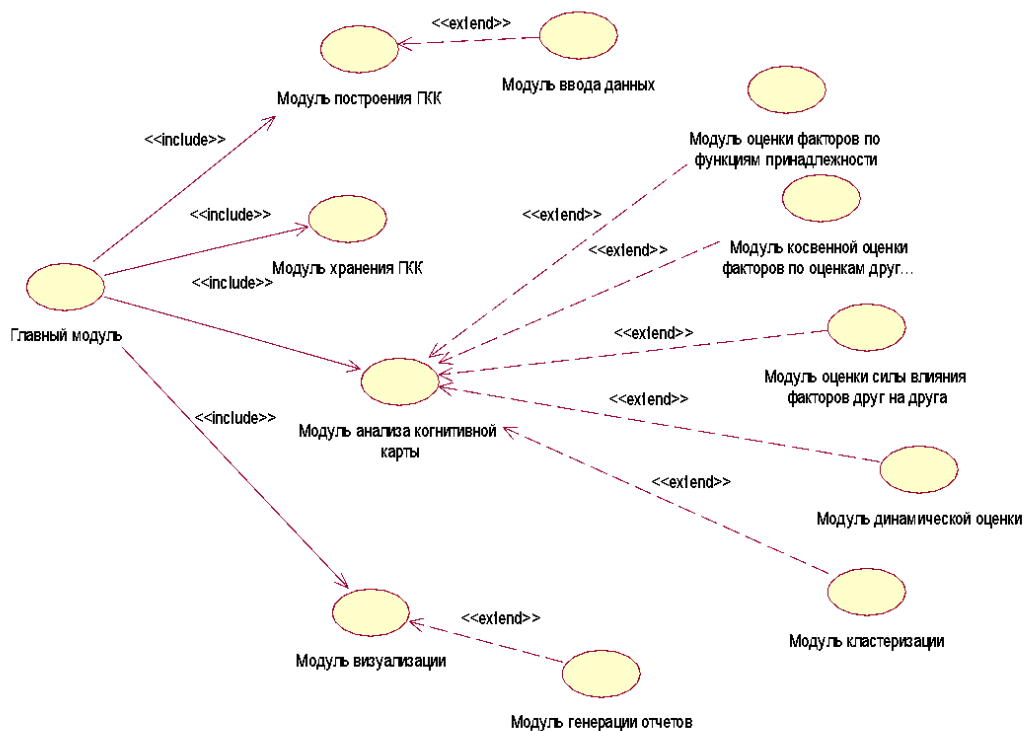 <<extend>>
Модуль построения ГКК
Модуль ввода данных
<<include>>
Модуль оценки факторов по
функциям принадлежности
<<include>>
<<extend>>
<<extend>>
Модуль косвенной оценки
факторов по оценкам друг...
Модуль хранения ГКК
<<include>>
Главный модуль
<<extend>>
Модуль оценки силы влияния
факторов друг на друга
<<extend>>
<<include>>
Модуль анализа когнитивной
карты
<<extend>>
Модуль динамической оценки
<<extend>>
Модуль кластеризации
Модуль визуализации
Модуль генерации отчетов